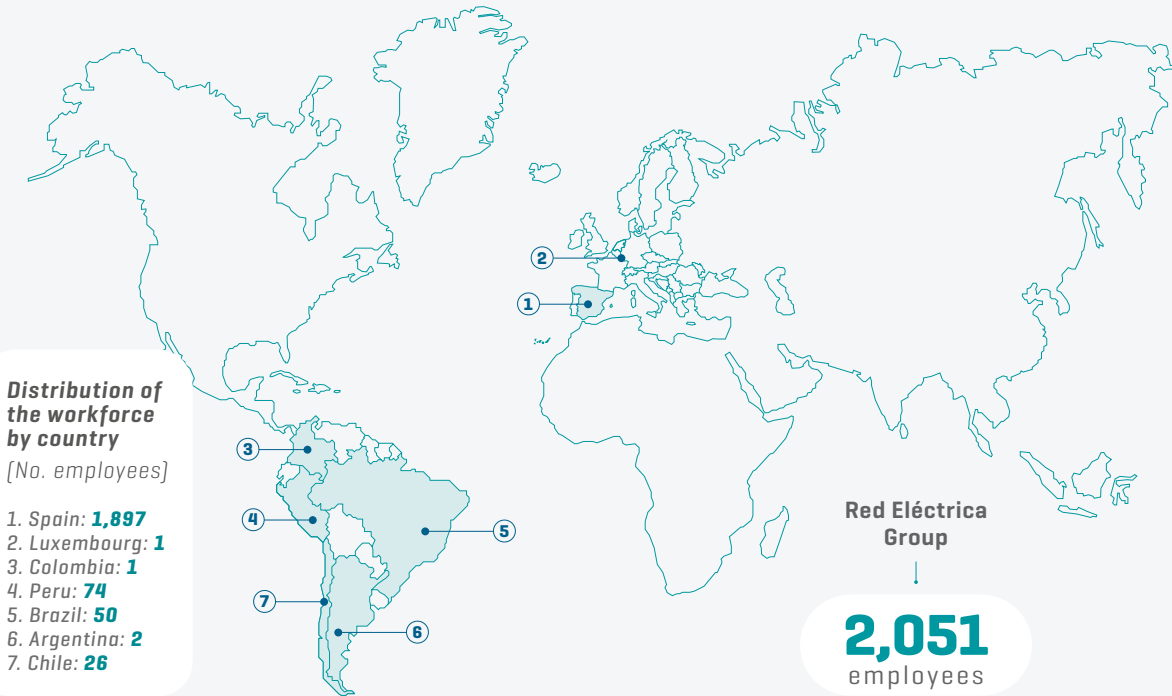 2
1
Distribution of
the workforce
by country
[No. employees]
1. Spain: 1,897
2. Luxembourg: 1
3. Colombia: 1
4. Peru: 74
5. Brazil: 50
6. Argentina: 2
7. Chile: 26
3
4
5
7
6
Red Eléctrica
Group
2,051
employees